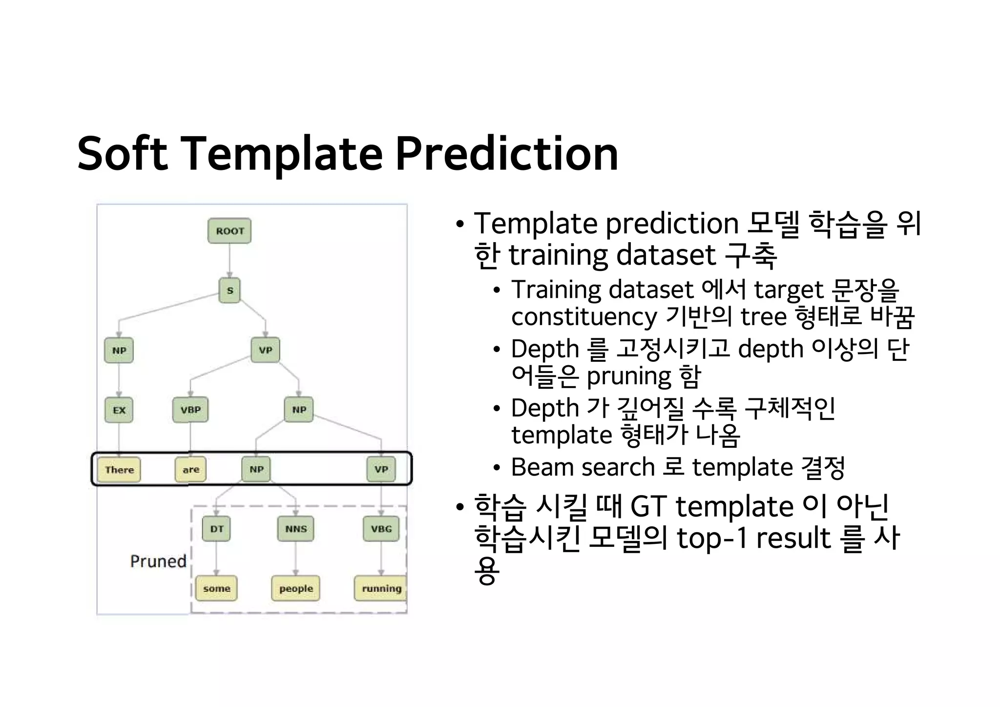 Soft Template Prediction
ROOT
S
NP VP
EX VBP NP
There are NP VP
DT NNS VBG
Pruned
some people running
• Template prediction 모델 학습을 위
한 training dataset 구축
• Training dataset 에서 target 문장을
constituency 기반의 tree 형태로 바꿈
• Depth 를 고정시키고 depth 이상의 단
어들은 pruning 함
• Depth 가 깊어질 수록 구체적인
template 형태가 나옴
• Beam search 로 template 결정
• 학습 시킬 때 GT template 이 아닌
학습시킨 모델의 top-1 result 를 사
용